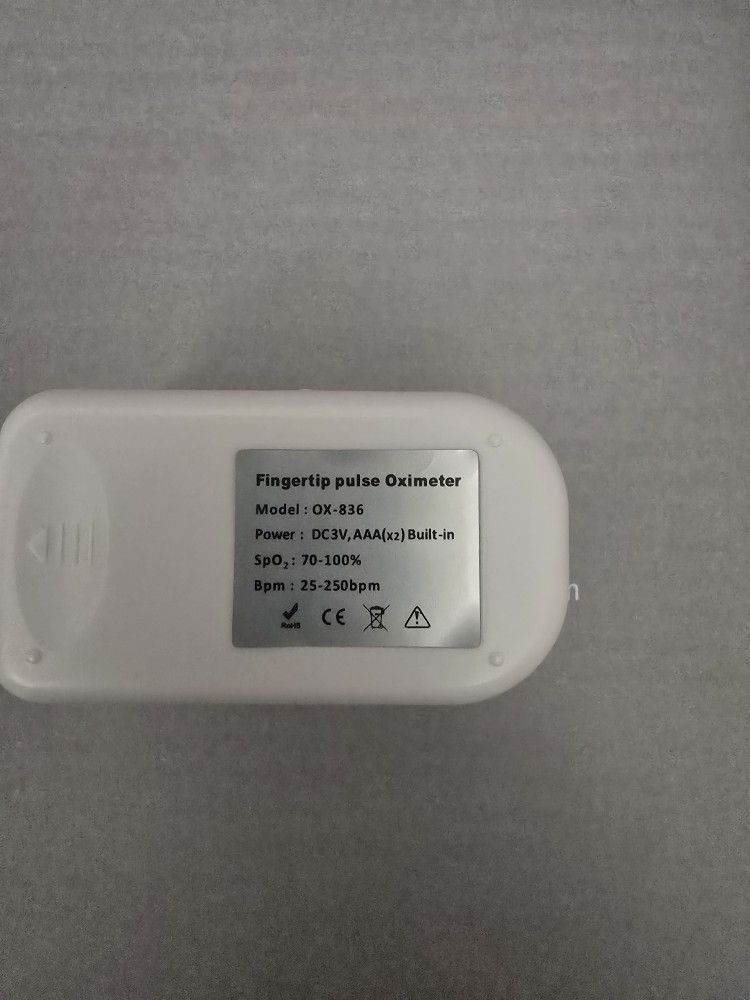 Fingertip pulse Oximeter
Model : OX-836
Power : DC3V,AAA(x2) Built-in
SpO₂ : 70-100%
Bpm : 25-250bpm
RoHS CE